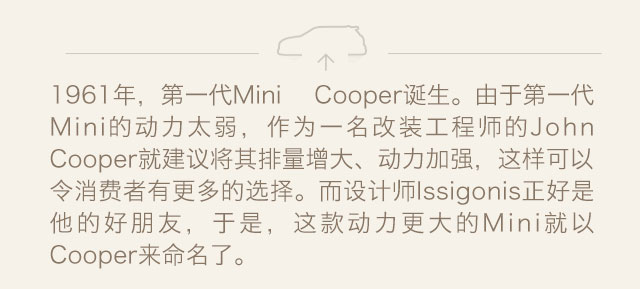 1961年，第一代Mini Cooper诞生。由于第一代
Mini的动力太弱，作为一名改装工程师的John
Cooper就建议将其排量增大、动力加强，这样可以
令消费者有更多的选择。而设计师Issigonis正好是
他的好朋友，于是，这款动力更大的Mini就以
Cooper来命名了。